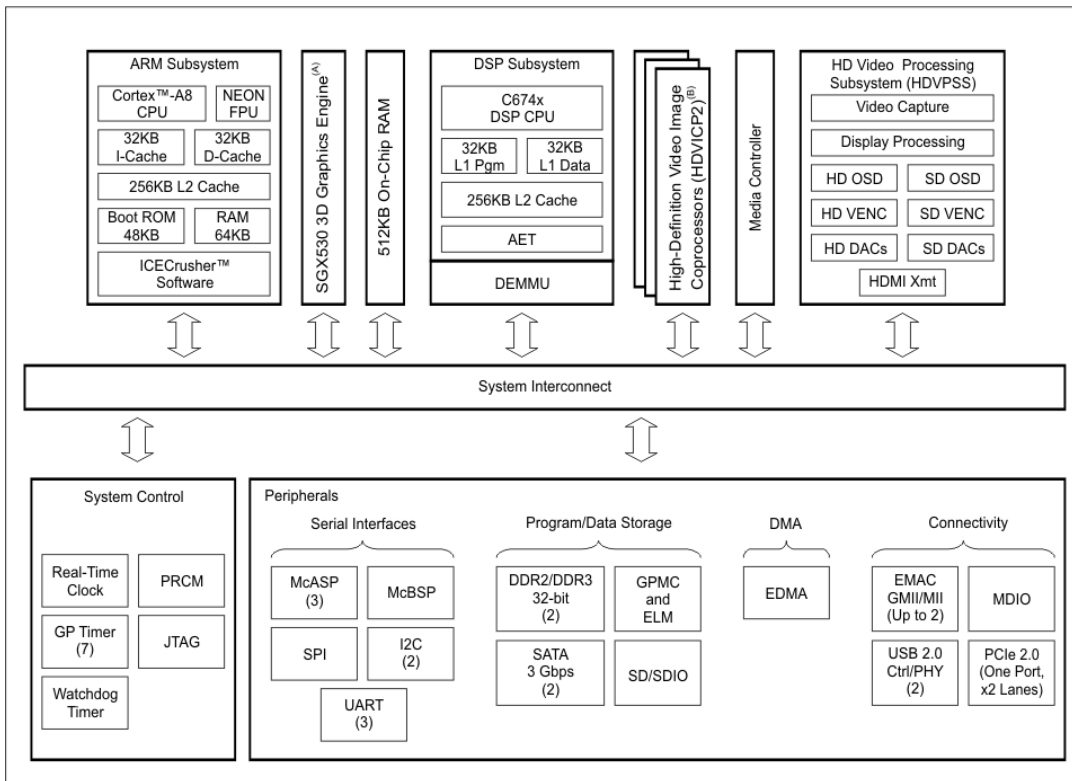 ARM Subsystem
Cortex™-A8
CPU
NEON
FPU
32KB
I-Cache
32KB
D-Cache
256KB L2 Cache
Boot ROM
48KB
RAM
64KB
ICECrusher™
Software
SGX530 3D Graphics Engine(A)
512KB On-Chip RAM
DSP Subsystem
C674x
DSP CPU
32KB
L1 Pgm
32KB
L1 Data
256KB L2 Cache
AET
DEMMU
High-Definition Video Image
Coprocessors (HDVICP2)(B)
Media Controller
HD Video Processing
Subsystem (HDVPSS)
Video Capture
Display Processing
HD OSD
SD OSD
HD VENC
SD VENC
HD DACs
SD DACs
HDMI Xmt
System Interconnect
System Control
Real-Time
Clock
PRCM
GP Timer
(7)
JTAG
Watchdog
Timer
Peripherals
Serial Interfaces
McASP
(3)
McBSP
SPI
I2C
(2)
UART
(3)
Program/Data Storage
DDR2/DDR3
32-bit
(2)
GPMC
and
ELM
SATA
3 Gbps
(2)
SD/SDIO
DMA
EDMA
Connectivity
EMAC
GMII/MII
(Up to 2)
MDIO
USB 2.0
Ctrl/PHY
(2)
PCIe 2.0
(One Port,
x2 Lanes)